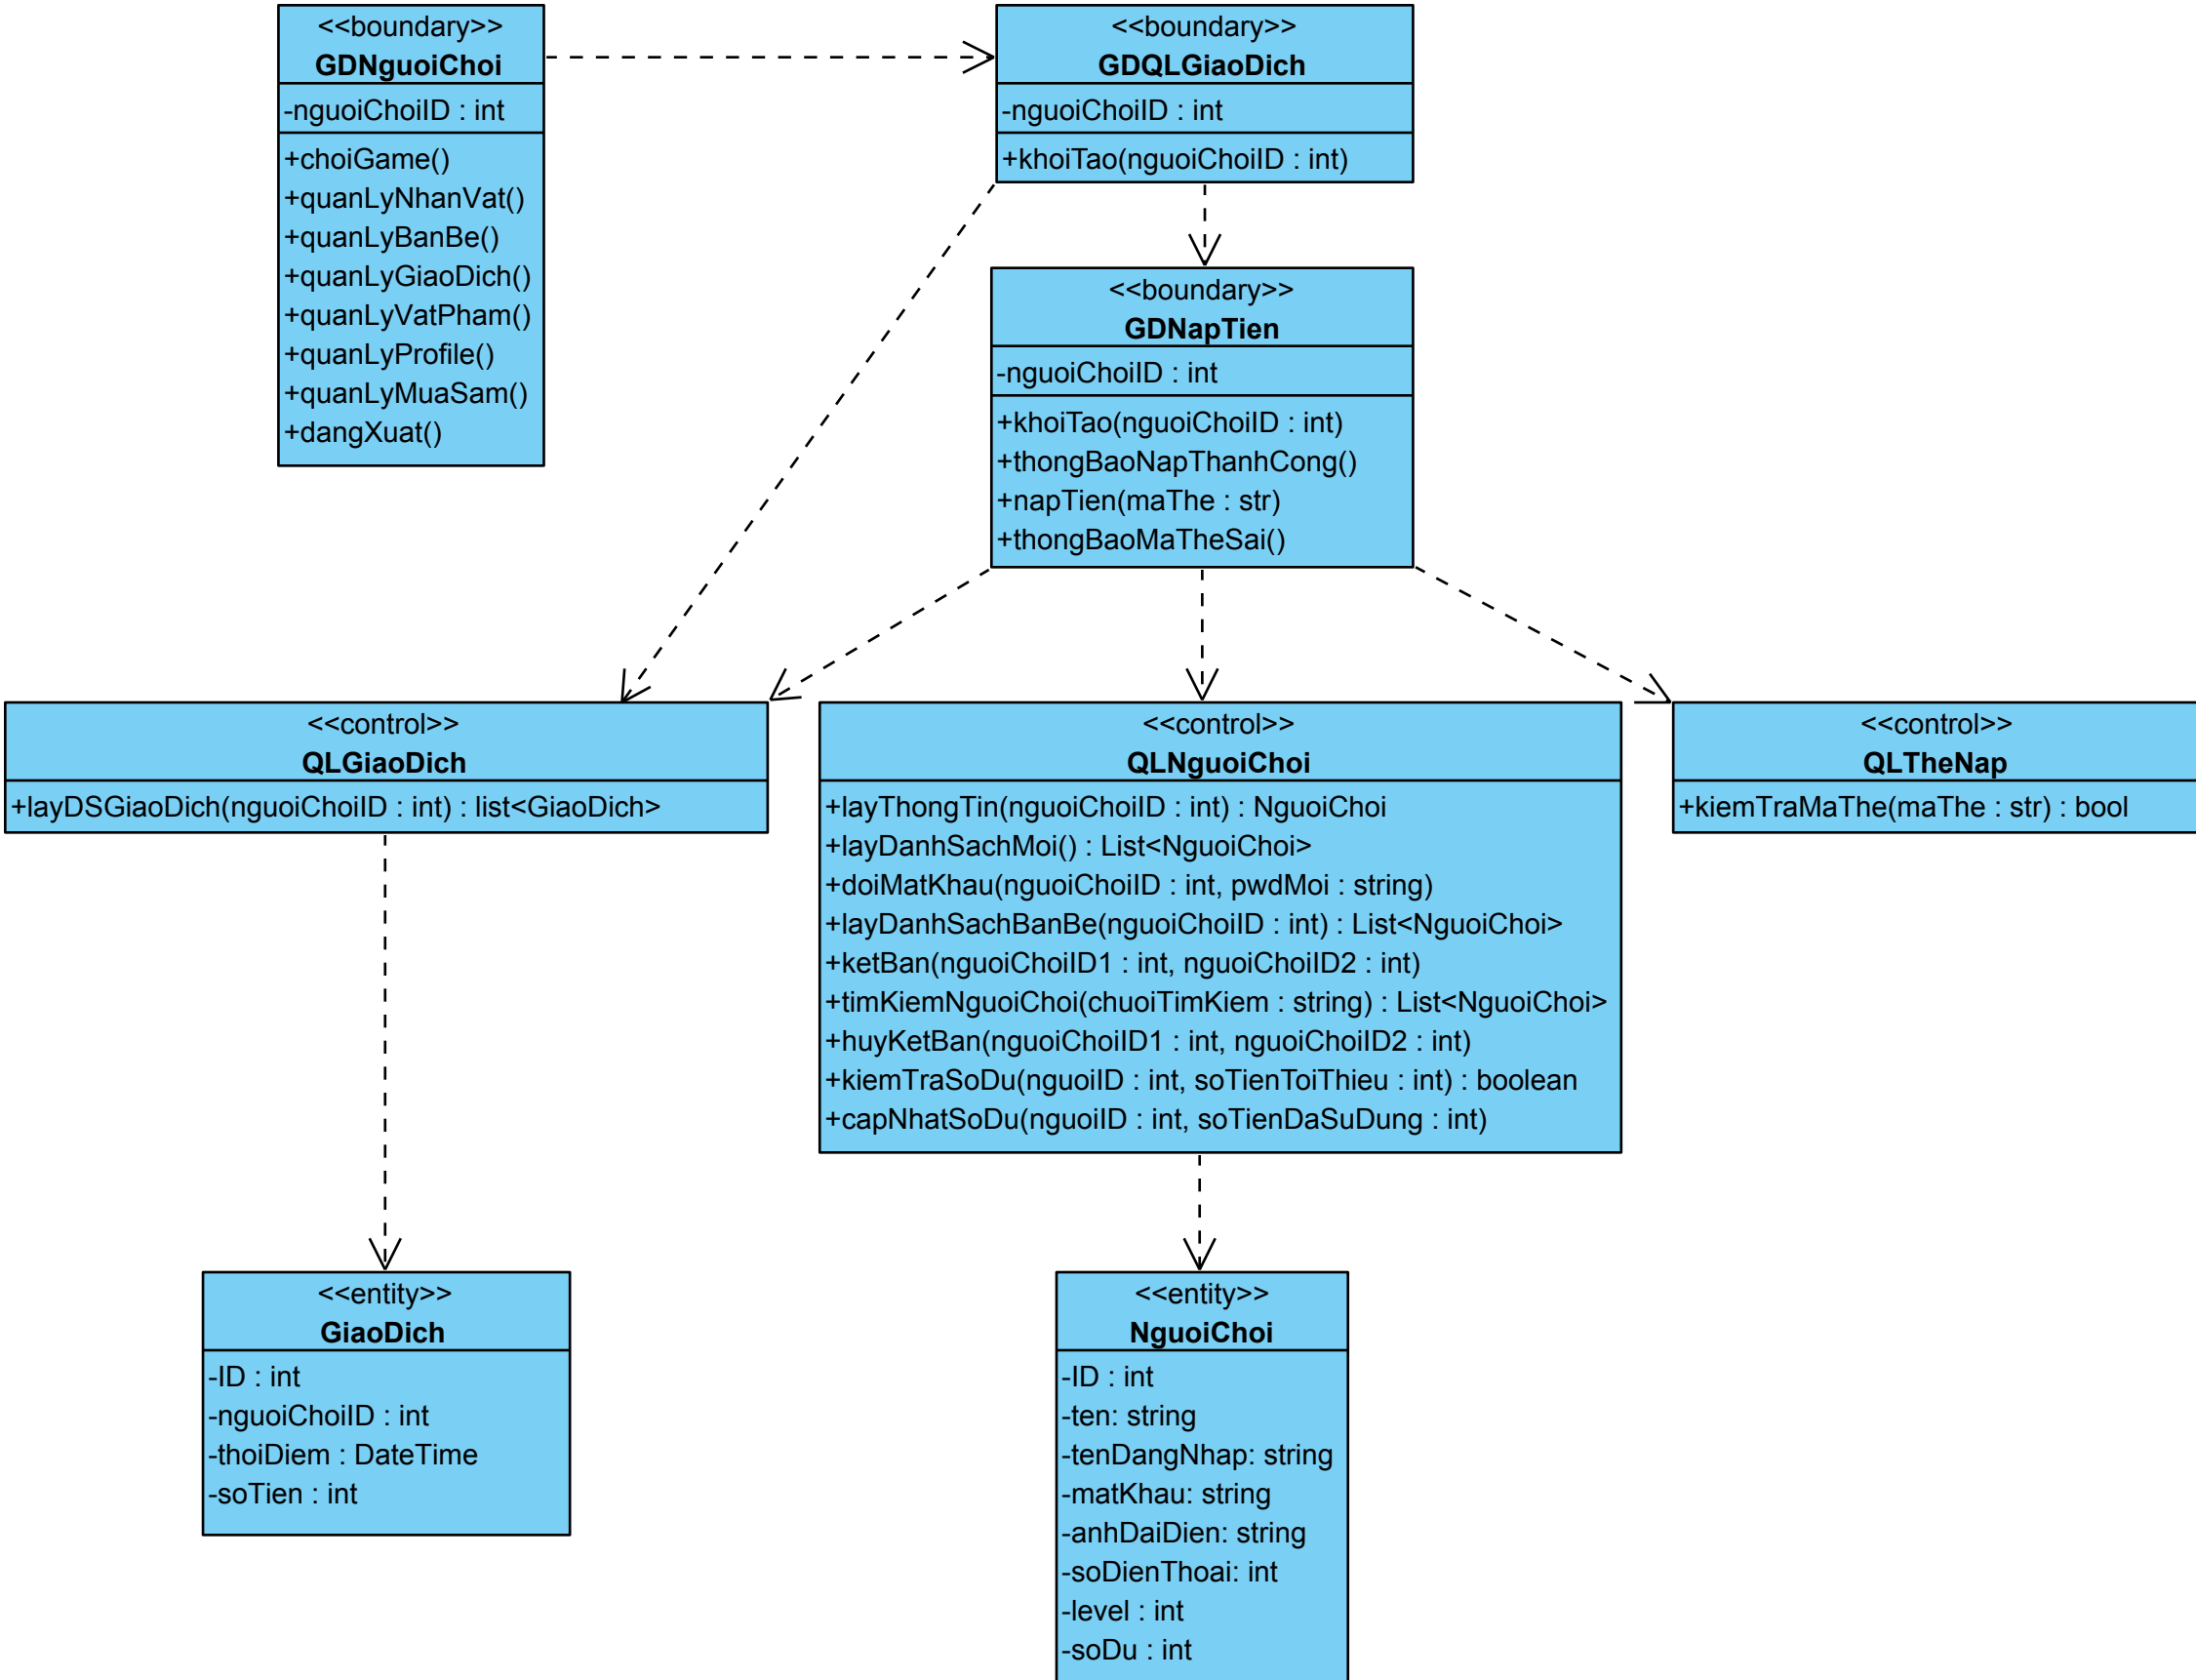 <<boundary>>
GDNguoiChoi
-nguoiChoiID : int
+choiGame()
+quanLyNhanVat()
+quanLyBanBe()
+quanLyGiaoDich()
+quanLyVatPham()
+quanLyProfile()
+quanLyMuaSam()
+dangXuat()
<<boundary>>
GDQLGiaoDich
-nguoiChoiID : int
+khoiTao(nguoiChoiID : int)
<<boundary>>
GDNapTien
-nguoiChoiID : int
+khoiTao(nguoiChoiID : int)
+thongBaoNapThanhCong()
+napTien(maThe : str)
+thongBaoMaTheSai()
<<control>>
QLGiaoDich
+layDSGiaoDich(nguoiChoiID : int) : list<GiaoDich>
<<control>>
QLNguoiChoi
+layThongTin(nguoiChoiID : int) : NguoiChoi
+layDanhSachMoi() : List<NguoiChoi>
+doiMatKhau(nguoiChoiID : int, pwdMoi : string)
+layDanhSachBanBe(nguoiChoiID : int) : List<NguoiChoi>
+ketBan(nguoiChoiID1 : int, nguoiChoiID2 : int)
+timKiemNguoiChoi(chuoiTimKiem : string) : List<NguoiChoi>
+huyKetBan(nguoiChoiID1 : int, nguoiChoiID2 : int)
+kiemTraSoDu(nguoiID : int, soTienToiThieu : int) : boolean
+capNhatSoDu(nguoiID : int, soTienDaSuDung : int)
<<control>>
QLTheNap
+kiemTraMaThe(maThe : str) : bool
<<entity>>
GiaoDich
-ID : int
-nguoiChoiID : int
-thoiDiem : DateTime
-soTien : int
<<entity>>
NguoiChoi
-ID : int
-ten: string
-tenDangNhap: string
-matKhau: string
-anhDaiDien: string
-soDienThoai: int
-level : int
-soDu : int